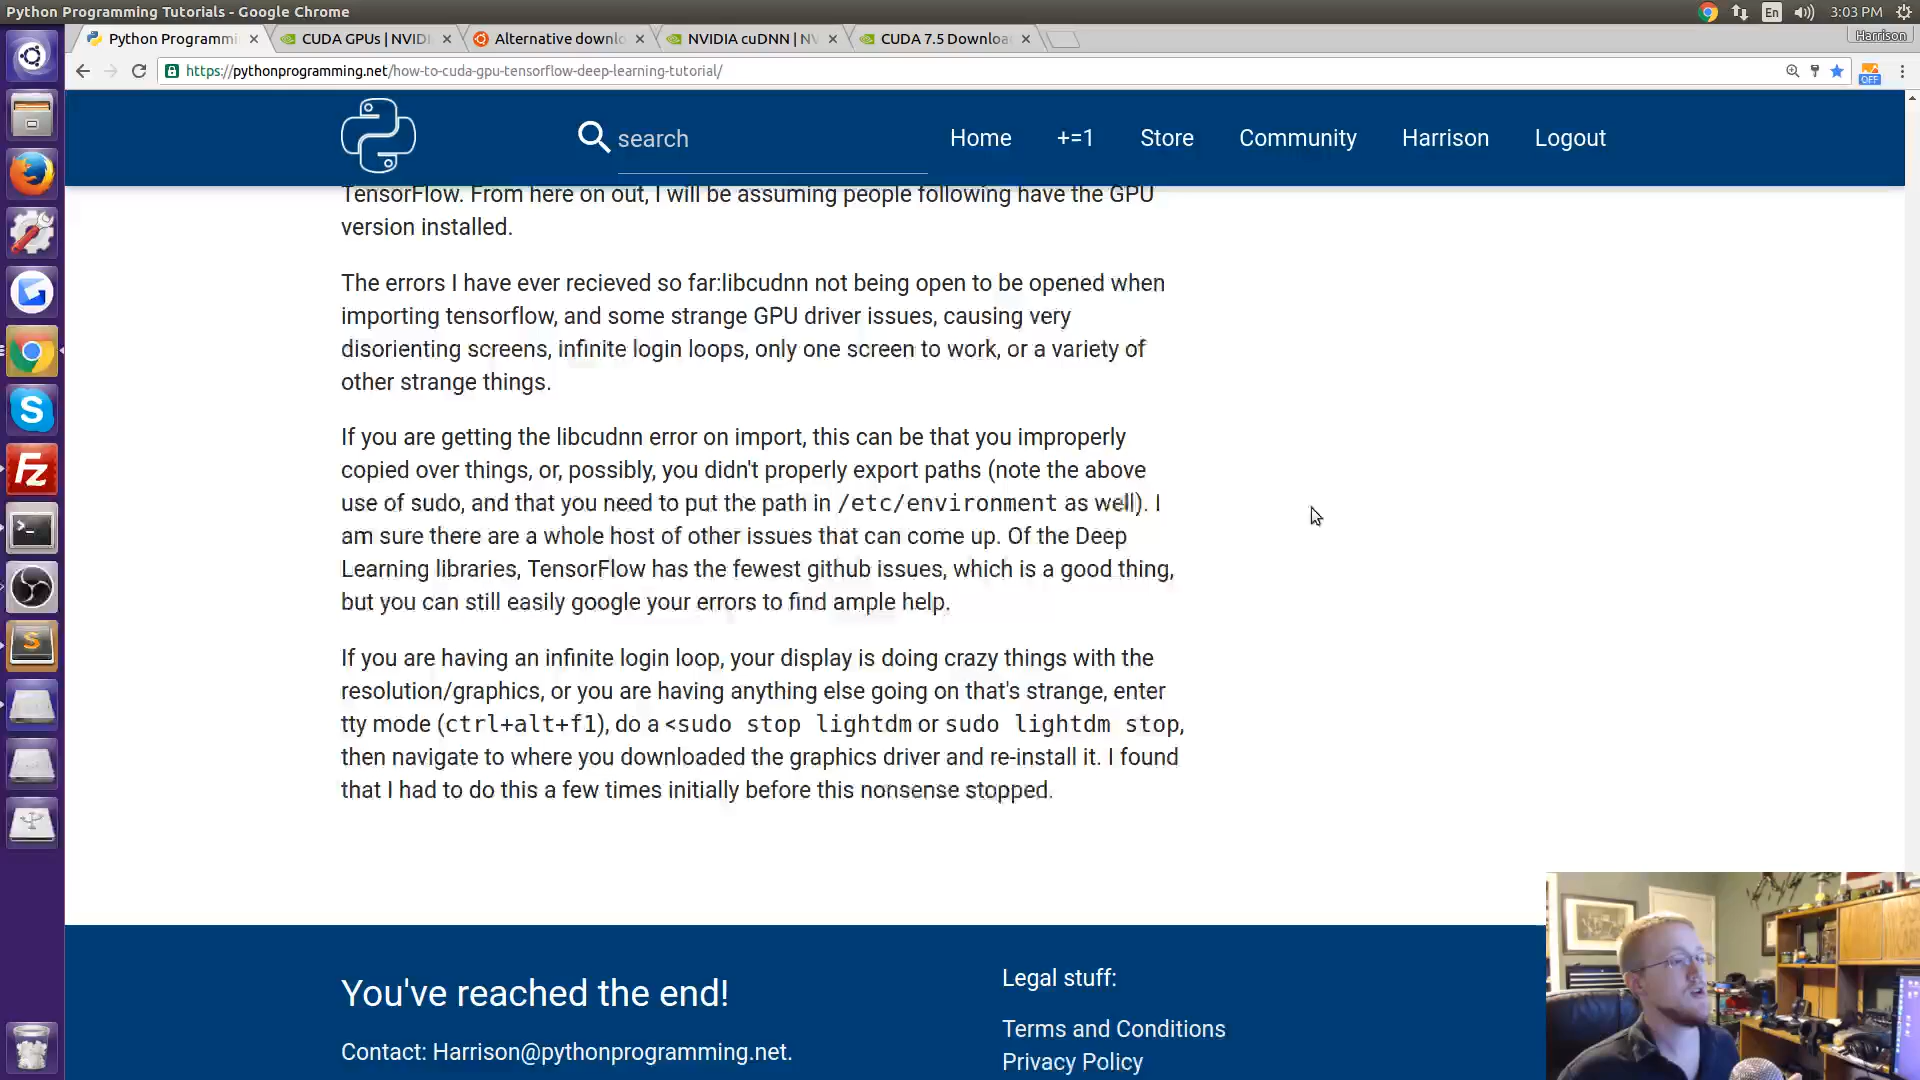 Python Programming Tutorials - Google Chrome
En
3:03 PM
Python Programmi
CUDA GPUs | NVID
Alternative downlo
NVIDIA cuDNN | NV
CUDA 7.5 Downloa
Harrison
https://pythonprogramming.net/how-to-cuda-gpu-tensorflow-deep-learning-tutorial/
OFF
search
Home
+=1
Store
Community
Harrison
Logout
TensorFlow. From here on out, I will be assuming people following have the GPU
version installed.
The errors I have ever recieved so far:libcudnn not being open to be opened when
importing tensorflow, and some strange GPU driver issues, causing very
disorienting screens, infinite login loops, only one screen to work, or a variety of
other strange things.
If you are getting the libcudnn error on import, this can be that you improperly
copied over things, or, possibly, you didn't properly export paths (note the above
use of sudo, and that you need to put the path in /etc/environment as well). I
am sure there are a whole host of other issues that can come up. Of the Deep
Learning libraries, TensorFlow has the fewest github issues, which is a good thing,
but you can still easily google your errors to find ample help.
If you are having an infinite login loop, your display is doing crazy things with the
resolution/graphics, or you are having anything else going on that's strange, enter
tty mode (ctrl+alt+f1), do a <sudo stop lightdm or sudo lightdm stop,
then navigate to where you downloaded the graphics driver and re-install it. I found
that I had to do this a few times initially before this nonsense stopped.
You've reached the end!
Contact: Harrison@pythonprogramming.net.
Legal stuff:
Terms and Conditions
Privacy Policy